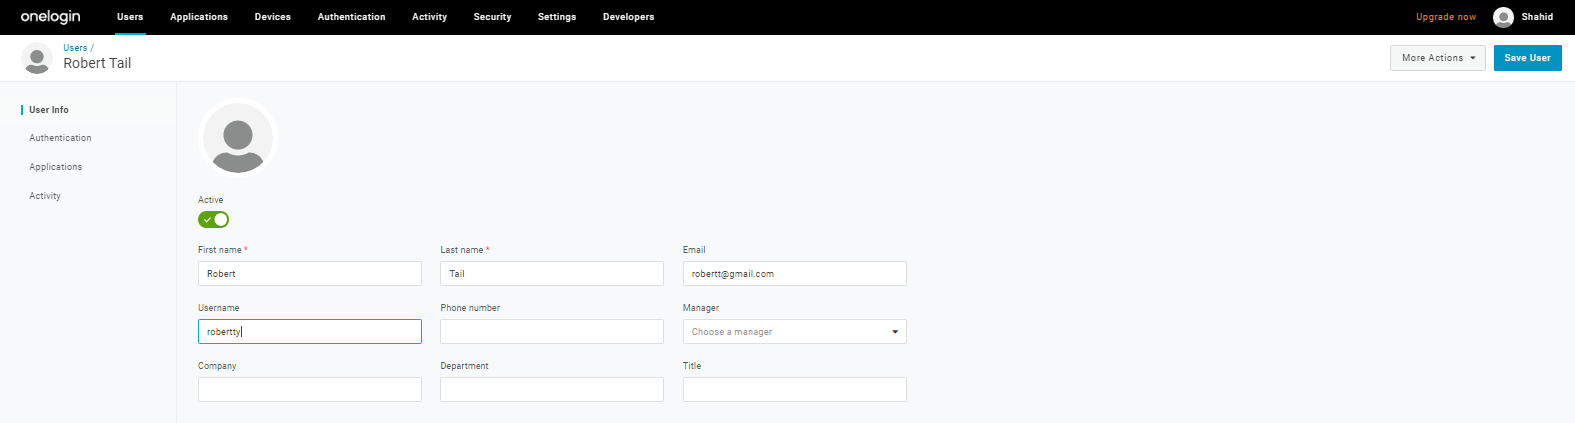 onelogin Users Applications Devices Authentication Activity Security Settings Developers Upgrade now Shahid
Users /
Robert Tail
More Actions Save User
User Info
Authentication
Applications
Activity
Active
First name * Last name * Email
Robert Tail robertt@gmail.com
Username Phone number Manager
robertty Choose a manager
Company Department Title